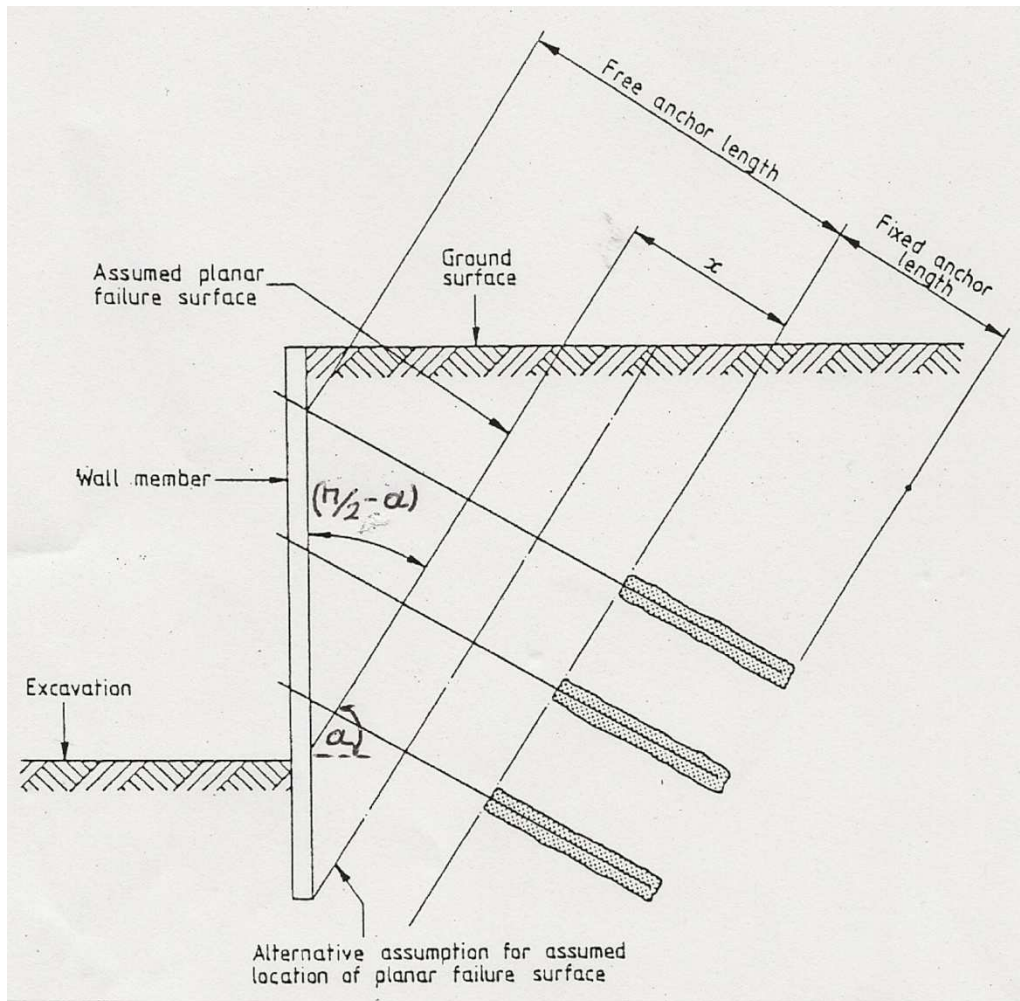 Free anchor length
Fixed anchor
length
x
Ground
surface
Assumed planar
failure surface
Wall member
(π/2-α)
Excavation
α
Alternative assumption for assumed
location of planar failure surface